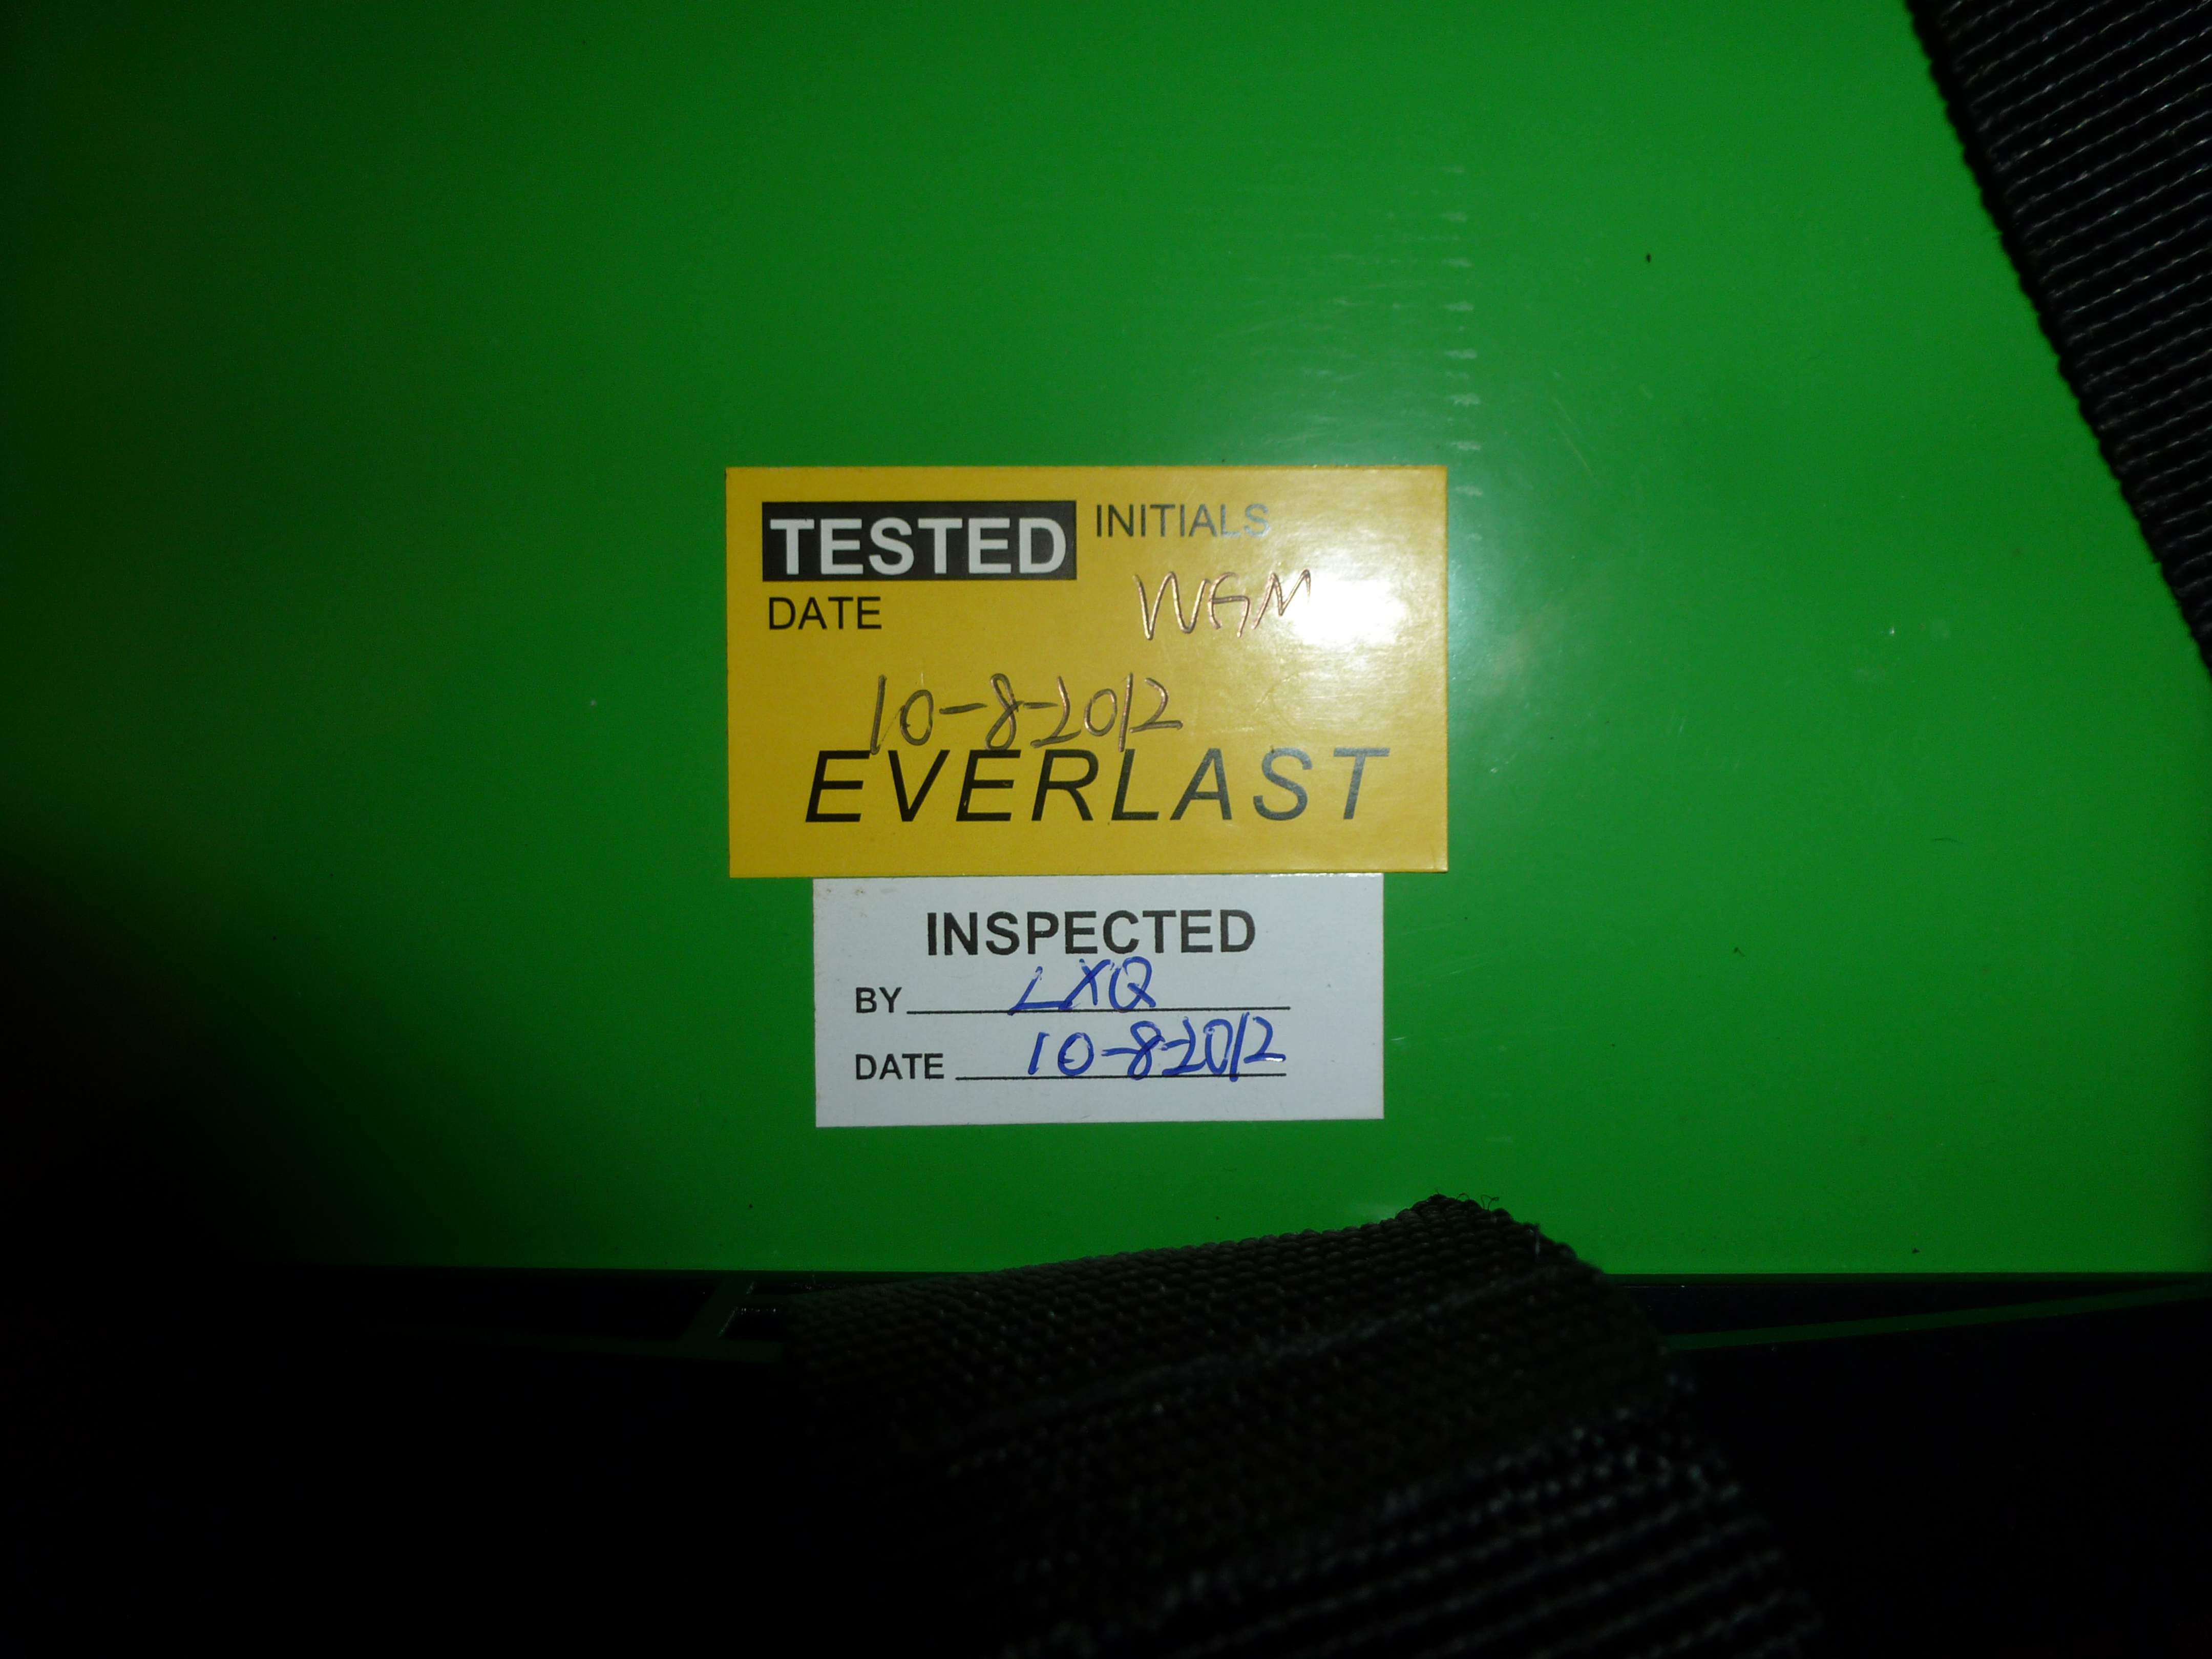 TESTED INITIALS
DATE WGM
10-8-2012
EVERLAST
INSPECTED
BY LXQ
DATE 10-8-2012